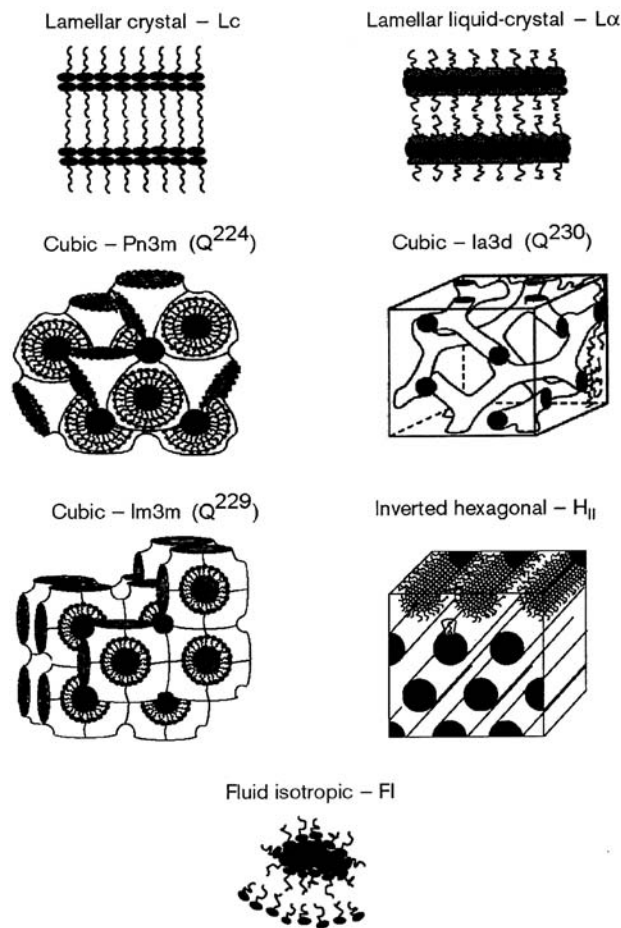 Lamellar crystal – Lc
Lamellar liquid-crystal – Lα
Cubic – Pn3m (Q²²⁴)
Cubic – Ia3d (Q²³⁰)
Cubic – Im3m (Q²²⁹)
Inverted hexagonal – H_II
Fluid isotropic – FI